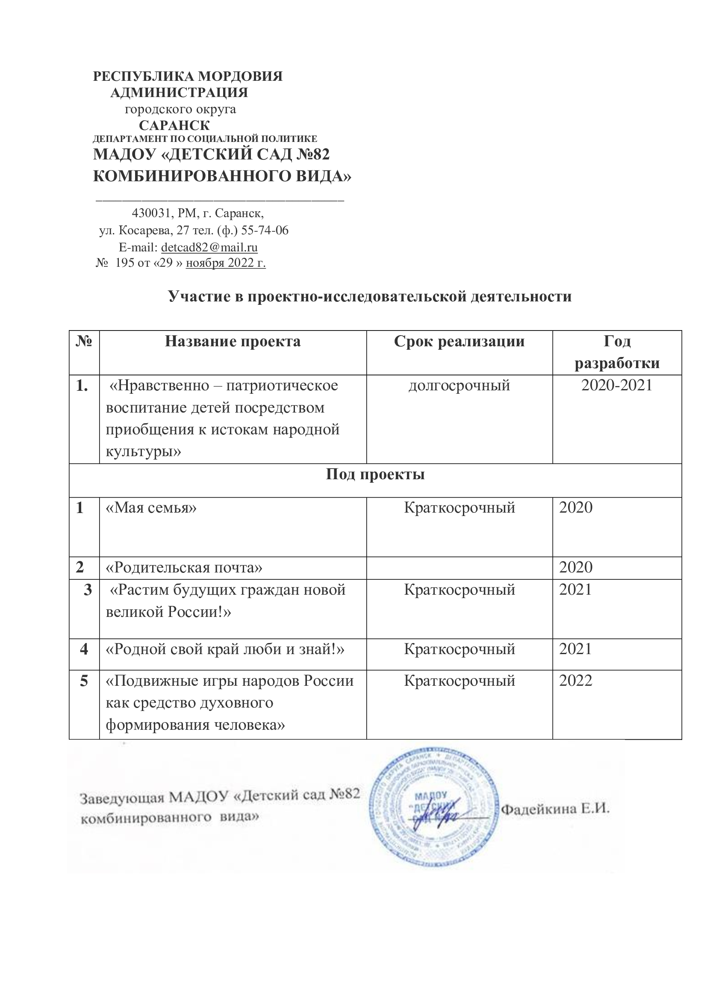 РЕСПУБЛИКА МОРДОВИЯ
АДМИНИСТРАЦИЯ
городского округа
САРАНСК
ДЕПАРТАМЕНТ ПО СОЦИАЛЬНОЙ ПОЛИТИКЕ
МАДОУ «ДЕТСКИЙ САД №82
КОМБИНИРОВАННОГО ВИДА»
______________________________________
430031, РМ, г. Саранск,
ул. Косарева, 27 тел. (ф.) 55-74-06
E-mail: detcad82@mail.ru
№ 195 от «29 » ноября 2022 г.
Участие в проектно-исследовательской деятельности
№ Название проекта Срок реализации Год
разработки
1. «Нравственно – патриотическое долгосрочный 2020-2021
воспитание детей посредством
приобщения к истокам народной
культуры»
Под проекты
1 «Мая семья» Краткосрочный 2020
2 «Родительская почта» 2020
3 «Растим будущих граждан новой Краткосрочный 2021
великой России!»
4 «Родной свой край люби и знай!» Краткосрочный 2021
5 «Подвижные игры народов России Краткосрочный 2022
как средство духовного
формирования человека»
Заведующая МАДОУ «Детский сад №82
комбинированного вида»
МАДОУ
"ДЕТСКИЙ
САД
Фадейкина Е.И.